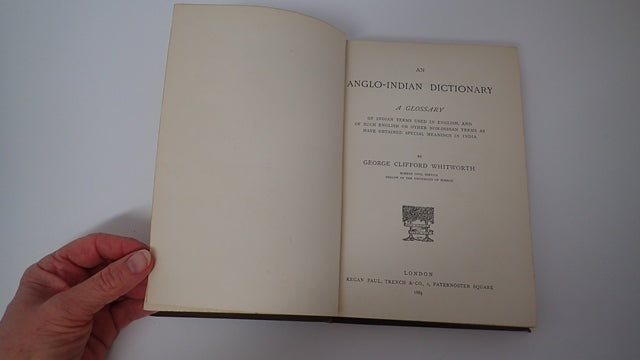 AN
ANGLO-INDIAN DICTIONARY
A GLOSSARY
OF INDIAN TERMS USED IN ENGLISH, AND
OF SUCH ENGLISH OR OTHER NON-INDIAN TERMS AS
HAVE OBTAINED SPECIAL MEANINGS IN INDIA
BY
GEORGE CLIFFORD WHITWORTH
BOMBAY CIVIL SERVICE
FELLOW OF THE UNIVERSITY OF BOMBAY
LONDON
KEGAN PAUL, TRENCH & CO., 1, PATERNOSTER SQUARE
1885